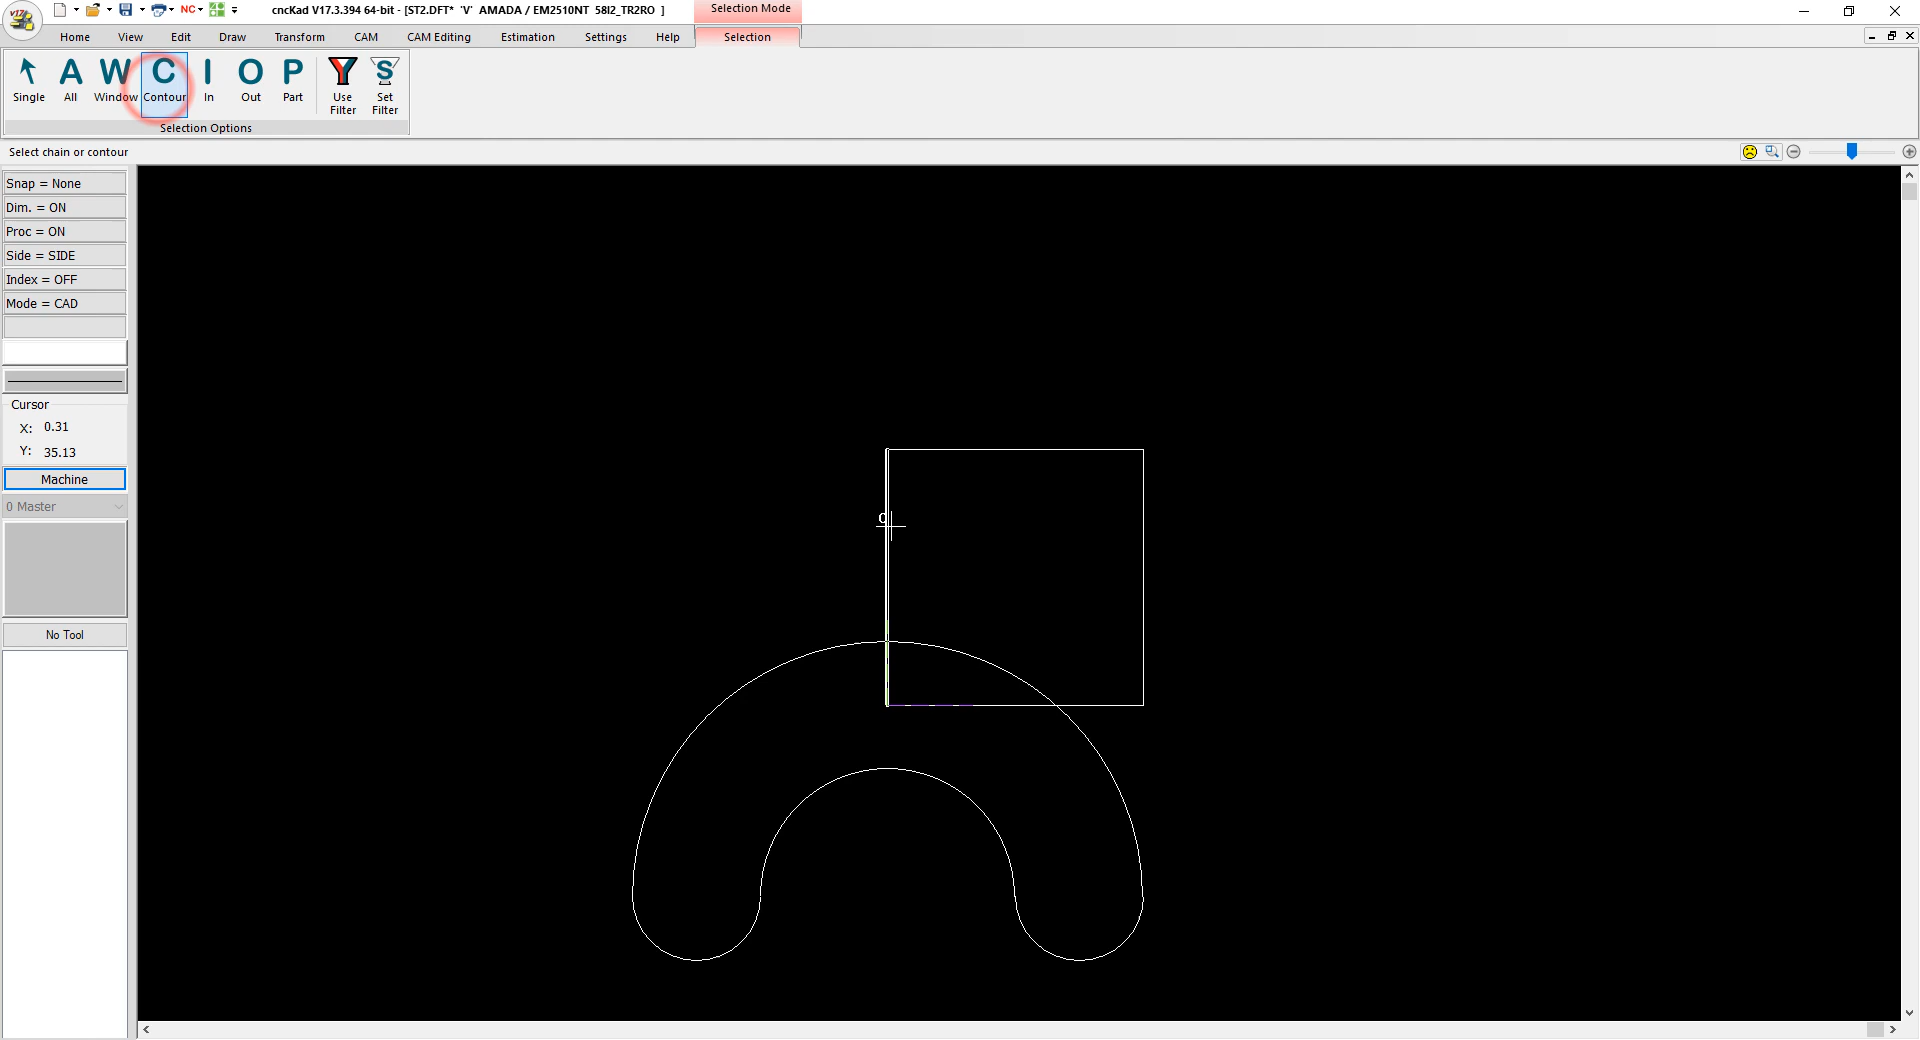 V17
NC
cncKad V17.3.394 64-bit - [ST2.DFT*  'V'  AMADA / EM2510NT  58I2_TR2RO  ]
Selection Mode
Home
View
Edit
Draw
Transform
CAM
CAM Editing
Estimation
Settings
Help
Selection
A W C I O P Y S
Single
All
Window
Contour
In
Out
Part
Use Filter
Set Filter
Selection Options
Select chain or contour
Snap = None
Dim. = ON
Proc = ON
Side = SIDE
Index = OFF
Mode = CAD
Cursor
X: 0.31
Y: 35.13
Machine
0 Master
No Tool